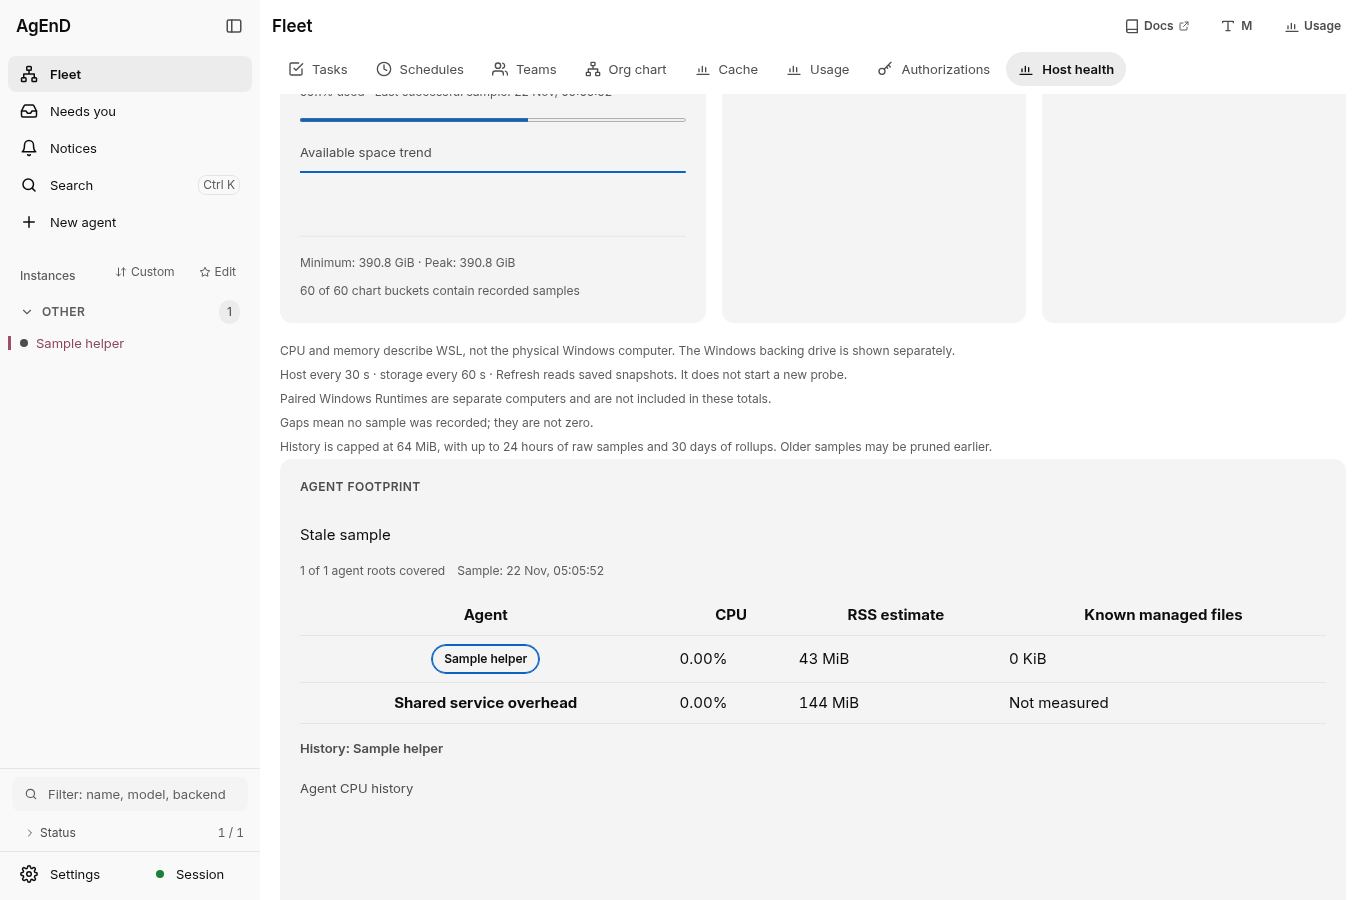 AgEnD
Fleet
Needs you
Notices
Search
Ctrl K
New agent
Instances
Custom
Edit
OTHER
1
Sample helper
Filter: name, model, backend
Status
1 / 1
Settings
Session
Fleet
Docs
M
Usage
Tasks
Schedules
Teams
Org chart
Cache
Usage
Authorizations
Host health
Available space trend
Minimum: 390.8 GiB · Peak: 390.8 GiB
60 of 60 chart buckets contain recorded samples
CPU and memory describe WSL, not the physical Windows computer. The Windows backing drive is shown separately.
Host every 30 s · storage every 60 s · Refresh reads saved snapshots. It does not start a new probe.
Paired Windows Runtimes are separate computers and are not included in these totals.
Gaps mean no sample was recorded; they are not zero.
History is capped at 64 MiB, with up to 24 hours of raw samples and 30 days of rollups. Older samples may be pruned earlier.
AGENT FOOTPRINT
Stale sample
1 of 1 agent roots covered Sample: 22 Nov, 05:05:52
Agent CPU RSS estimate Known managed files
Sample helper 0.00% 43 MiB 0 KiB
Shared service overhead 0.00% 144 MiB Not measured
History: Sample helper
Agent CPU history